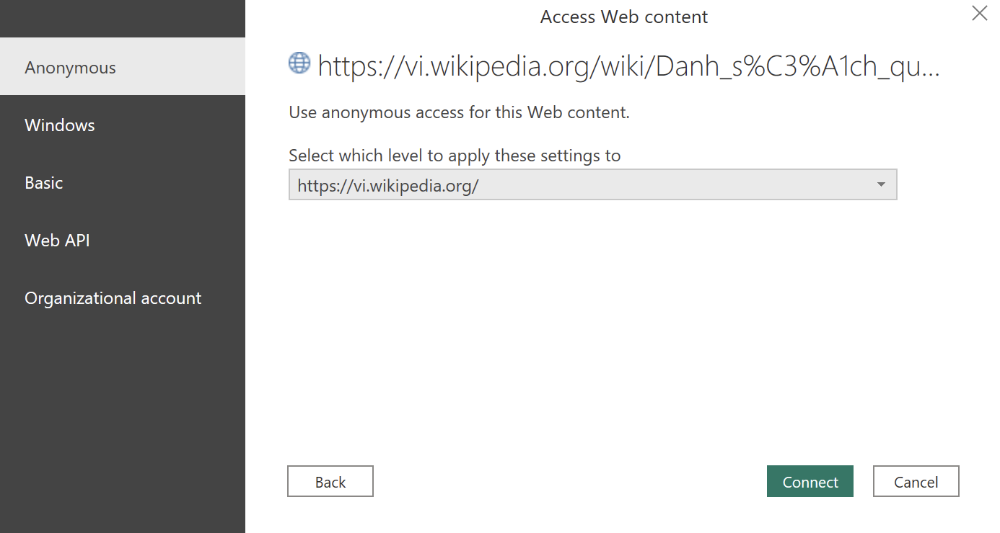 Access Web content
Anonymous
Windows
Basic
Web API
Organizational account
https://vi.wikipedia.org/wiki/Danh_s%C3%A1ch_qu...
Use anonymous access for this Web content.
Select which level to apply these settings to
https://vi.wikipedia.org/
Back
Connect
Cancel